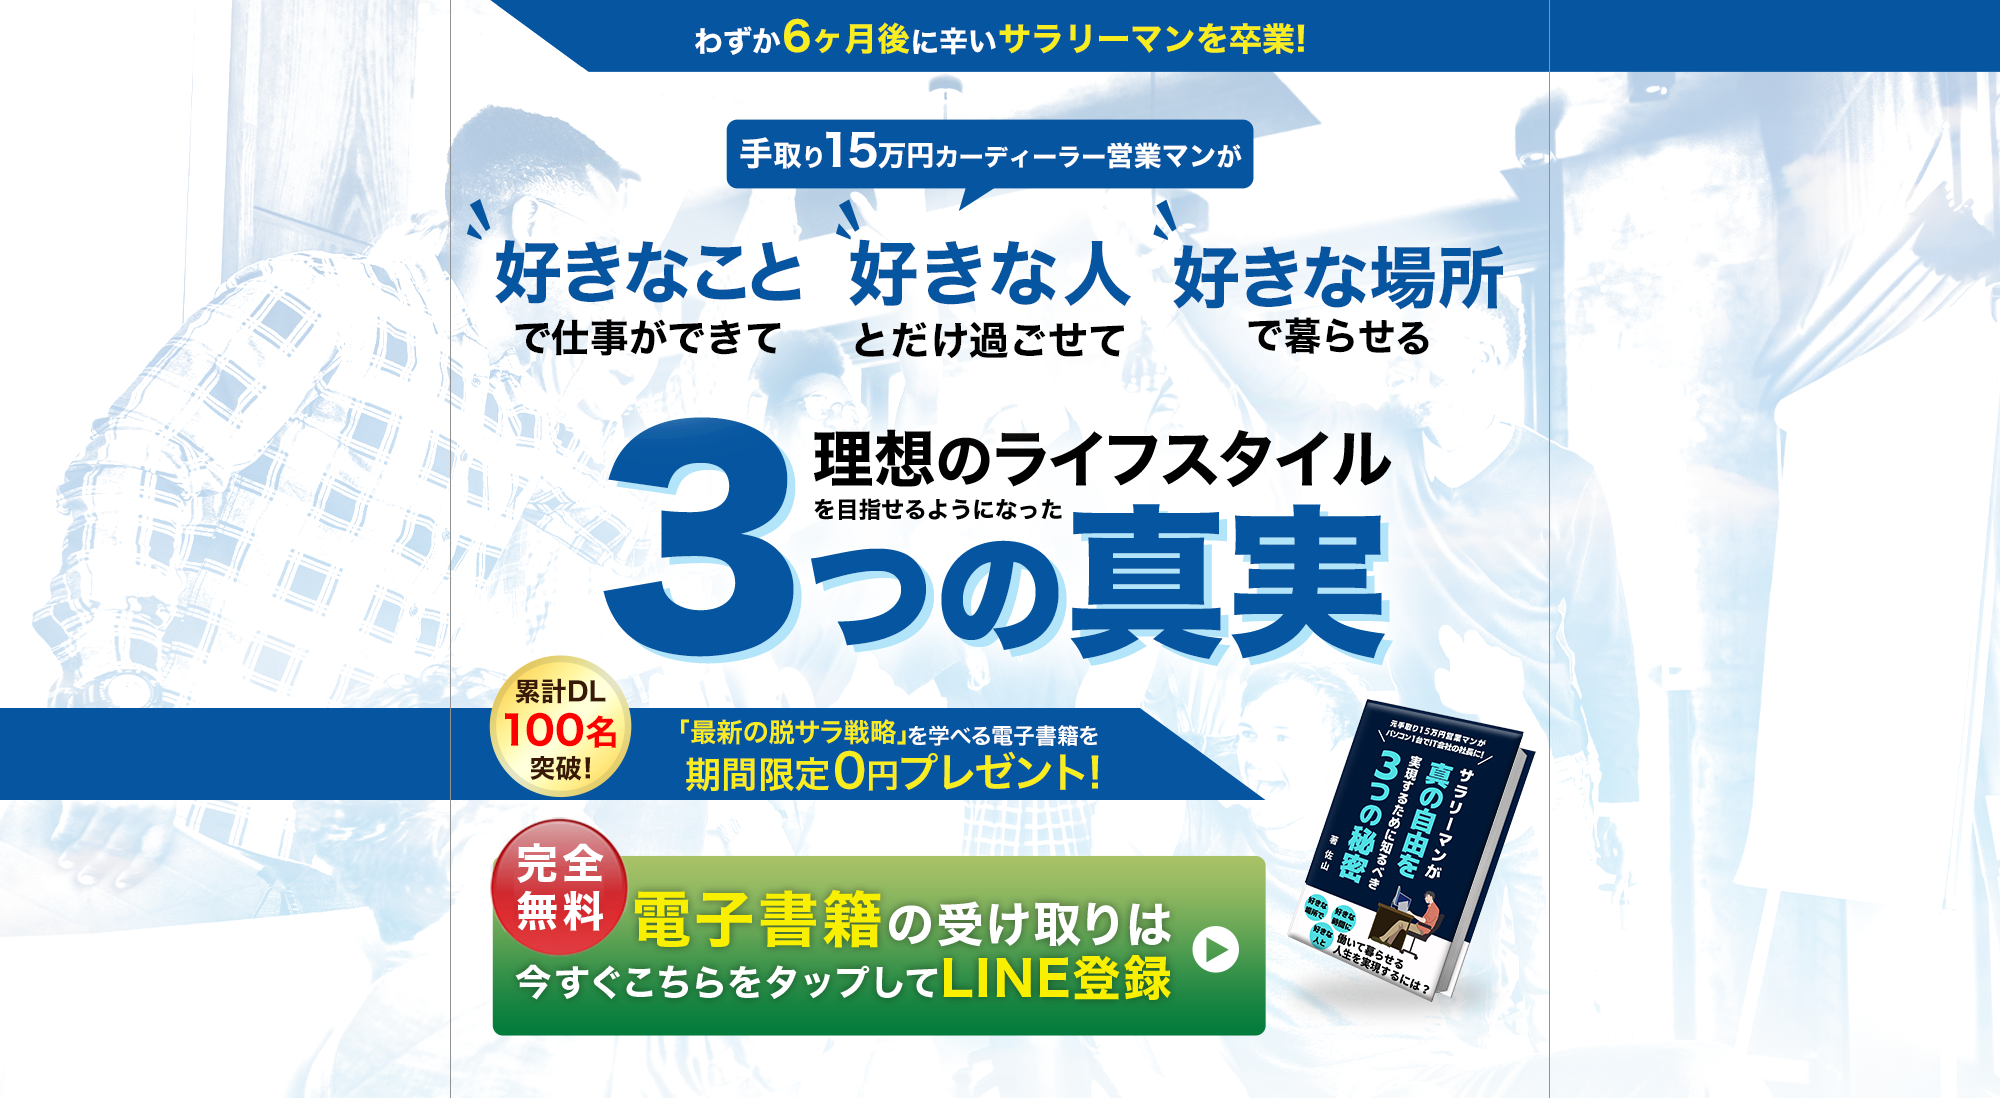 わずか6ヶ月後に辛いサラリーマンを卒業!
手取り15万円カーディーラー営業マンが
好きなこと
で仕事ができて
好きな人
とだけ過ごせて
好きな場所
で暮らせる
理想のライフスタイル
を目指せるようになった
3つの真実
累計DL
100名
突破!
「最新の脱サラ戦略」を学べる電子書籍を
期間限定0円プレゼント!
完全
無料
電子書籍の受け取りは
今すぐこちらをタップしてLINE登録
元手取り15万円営業マンが
パソコン1台でIT会社の社長に!
サラリーマンが
真の自由を
実現するために知るべき
3つの秘密
著 佐山
好きな
場所で
好きな
時間に
好きな
人と
働いて暮らせる
人生を実現するには?